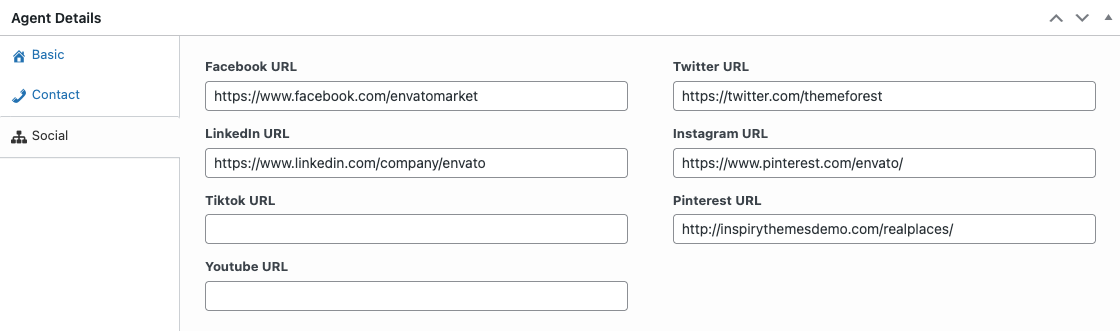 Agent Details
Basic
Contact
Social
Facebook URL
https://www.facebook.com/envatomarket
Twitter URL
https://twitter.com/themeforest
LinkedIn URL
https://www.linkedin.com/company/envato
Instagram URL
https://www.pinterest.com/envato/
Tiktok URL
Pinterest URL
http://inspirythemesdemo.com/realplaces/
Youtube URL